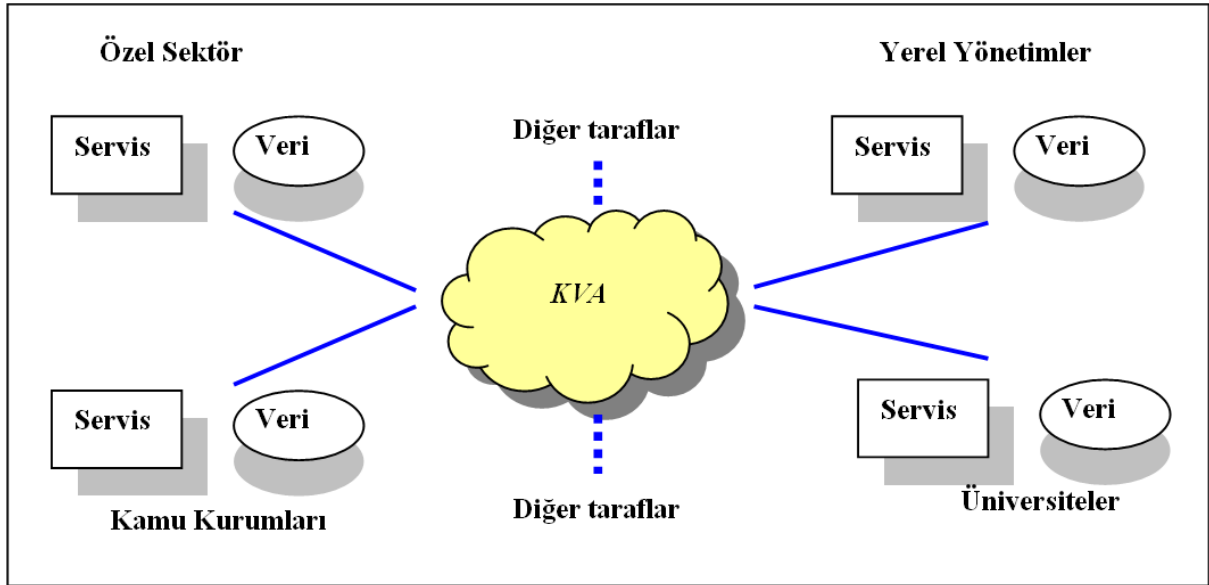 Özel Sektör
Yerel Yönetimler
Servis
Veri
Diğer taraflar
Servis
Veri
KVA
Servis
Veri
Servis
Veri
Kamu Kurumları
Diğer taraflar
Üniversiteler